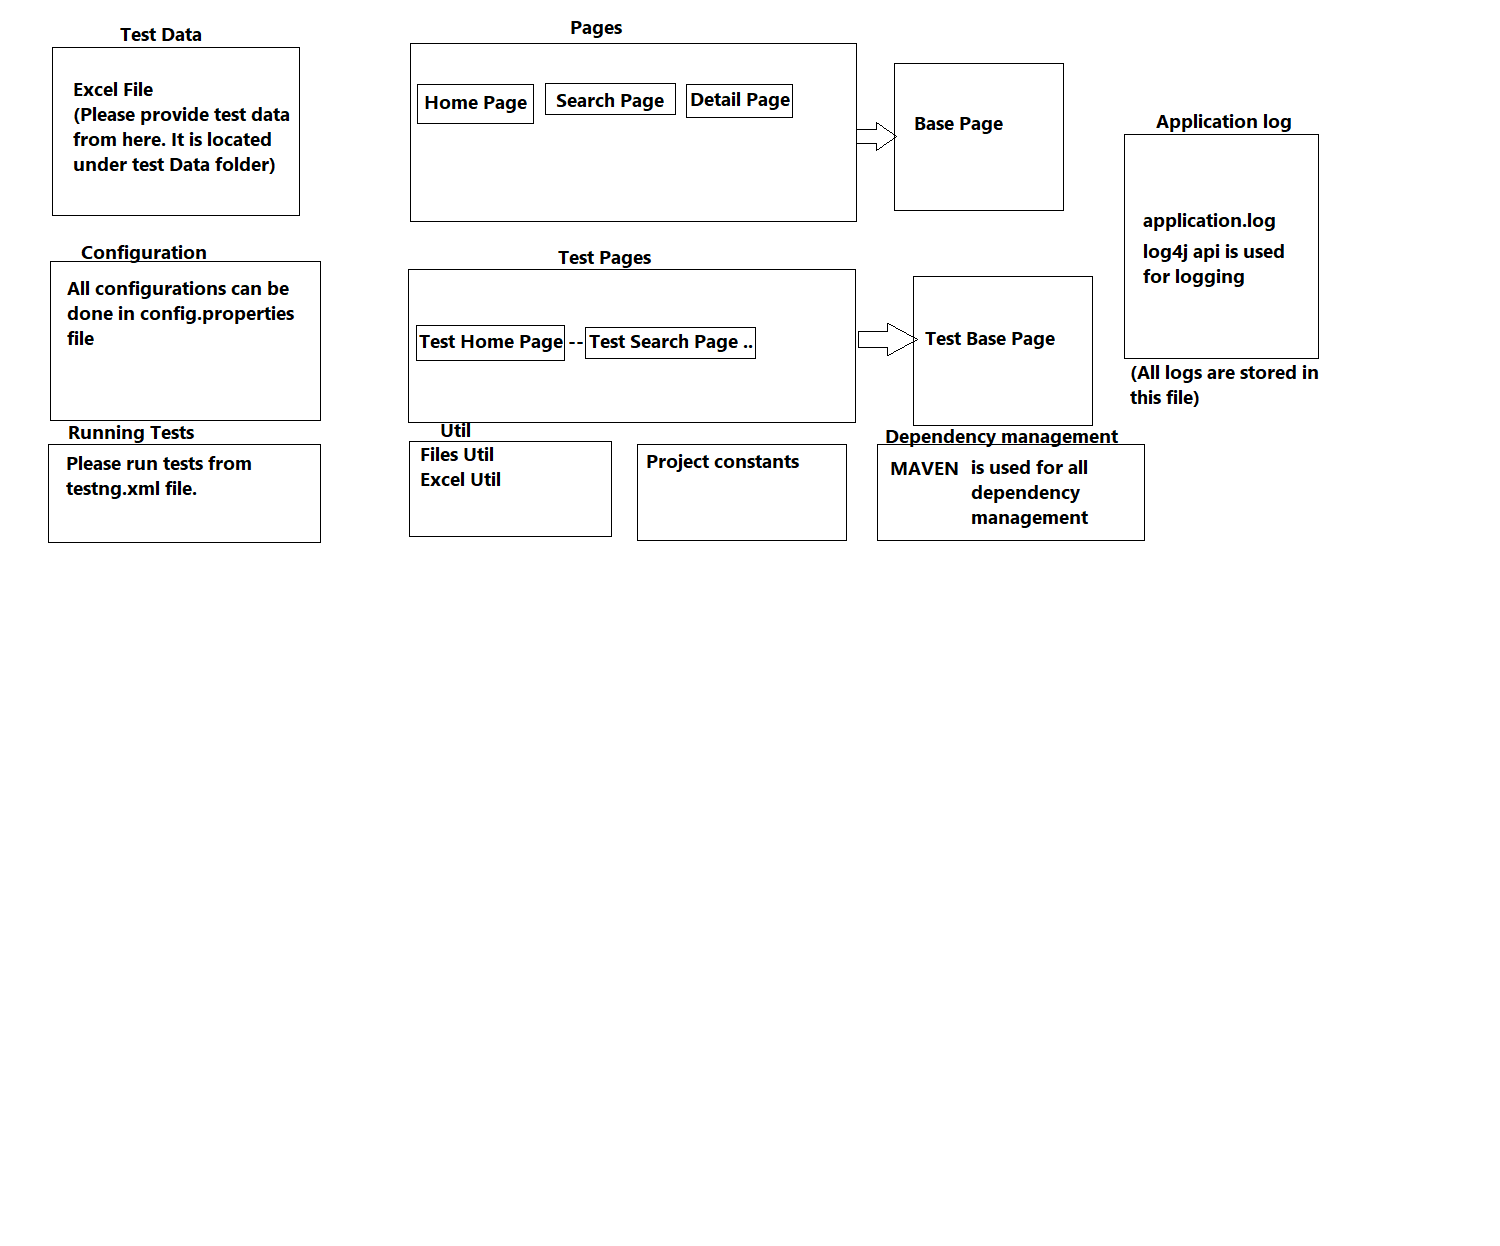 Test Data
Excel File
(Please provide test data
from here. It is located
under test Data folder)
Pages
Home Page
Search Page
Detail Page
Base Page
Application log
application.log
log4j api is used
for logging
(All logs are stored in
this file)
Configuration
All configurations can be
done in config.properties
file
Test Pages
Test Home Page
--
Test Search Page ..
Test Base Page
Running Tests
Please run tests from
testng.xml file.
Util
Files Util
Excel Util
Project constants
Dependency management
MAVEN is used for all
dependency
management